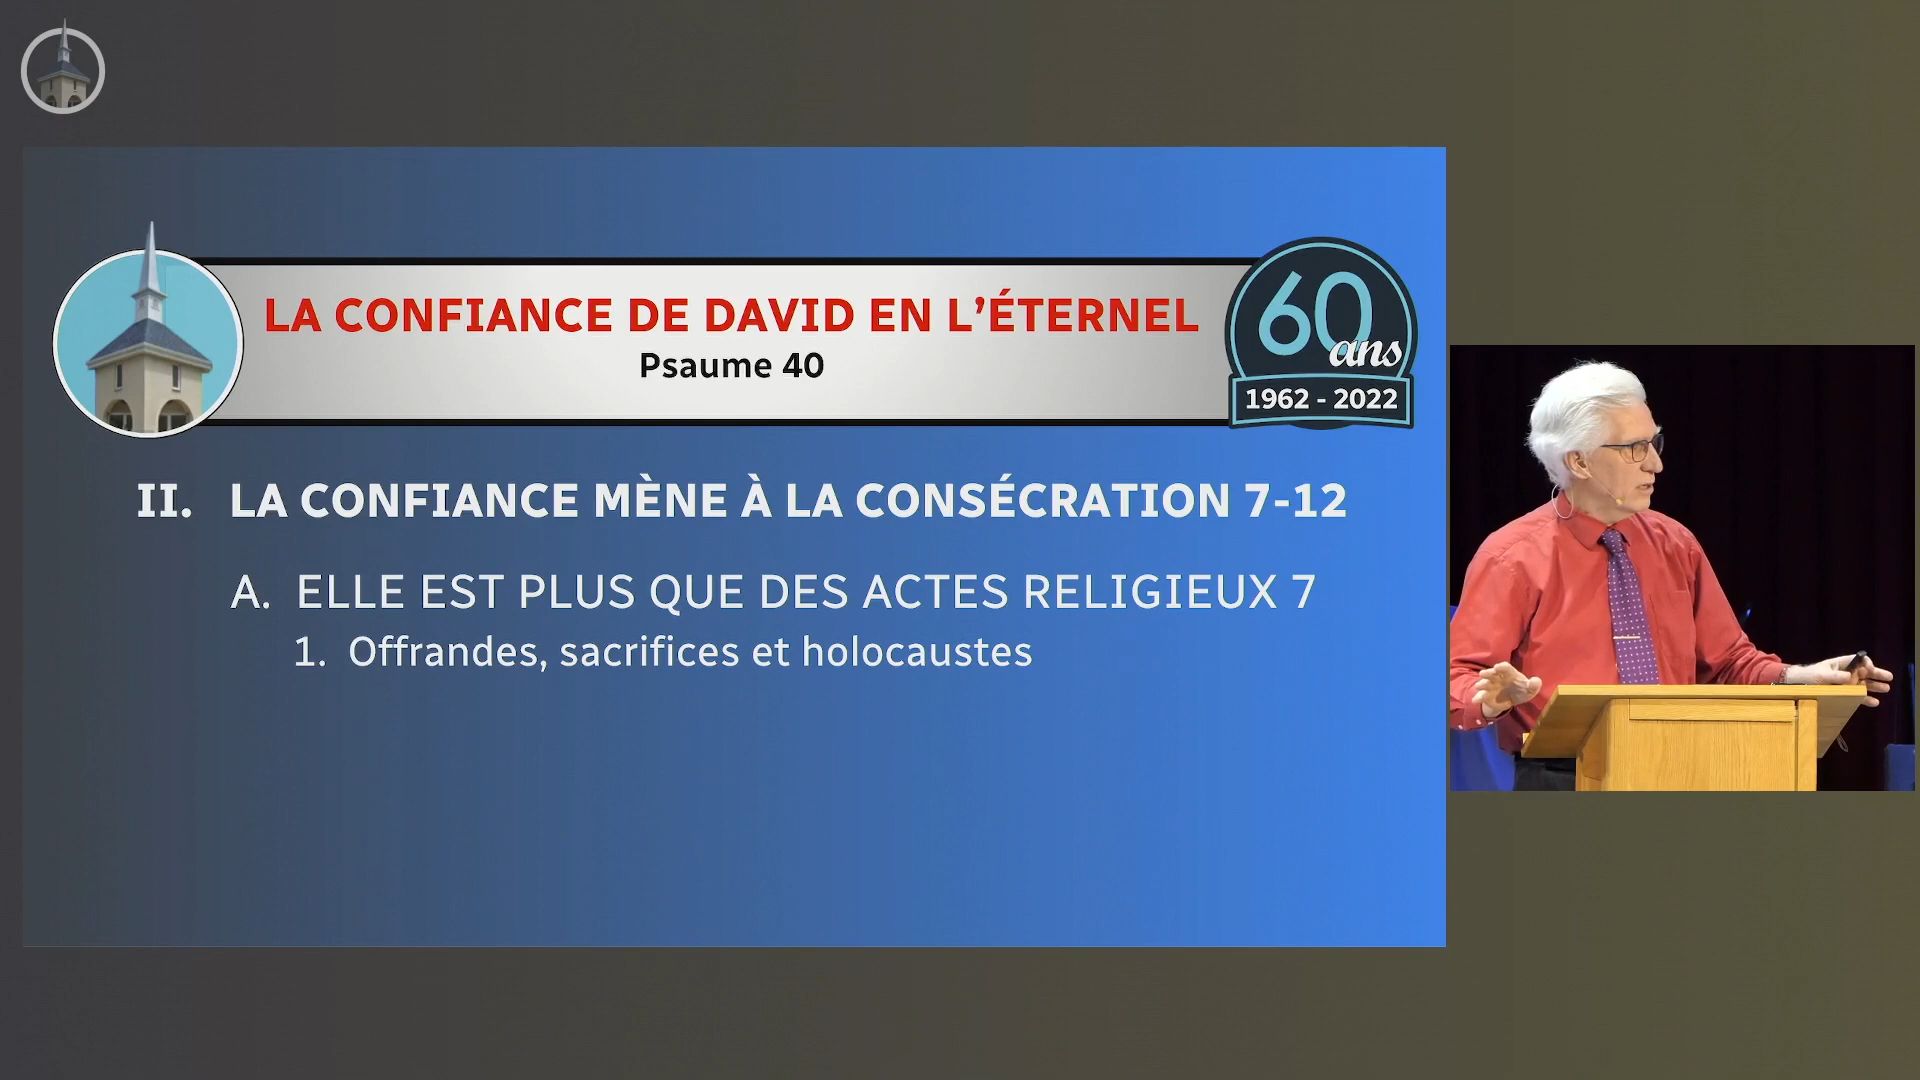 LA CONFIANCE DE DAVID EN L’ÉTERNEL
Psaume 40
60
ans
1962 - 2022
II. LA CONFIANCE MÈNE À LA CONSÉCRATION 7-12
A. ELLE EST PLUS QUE DES ACTES RELIGIEUX 7
1. Offrandes, sacrifices et holocaustes